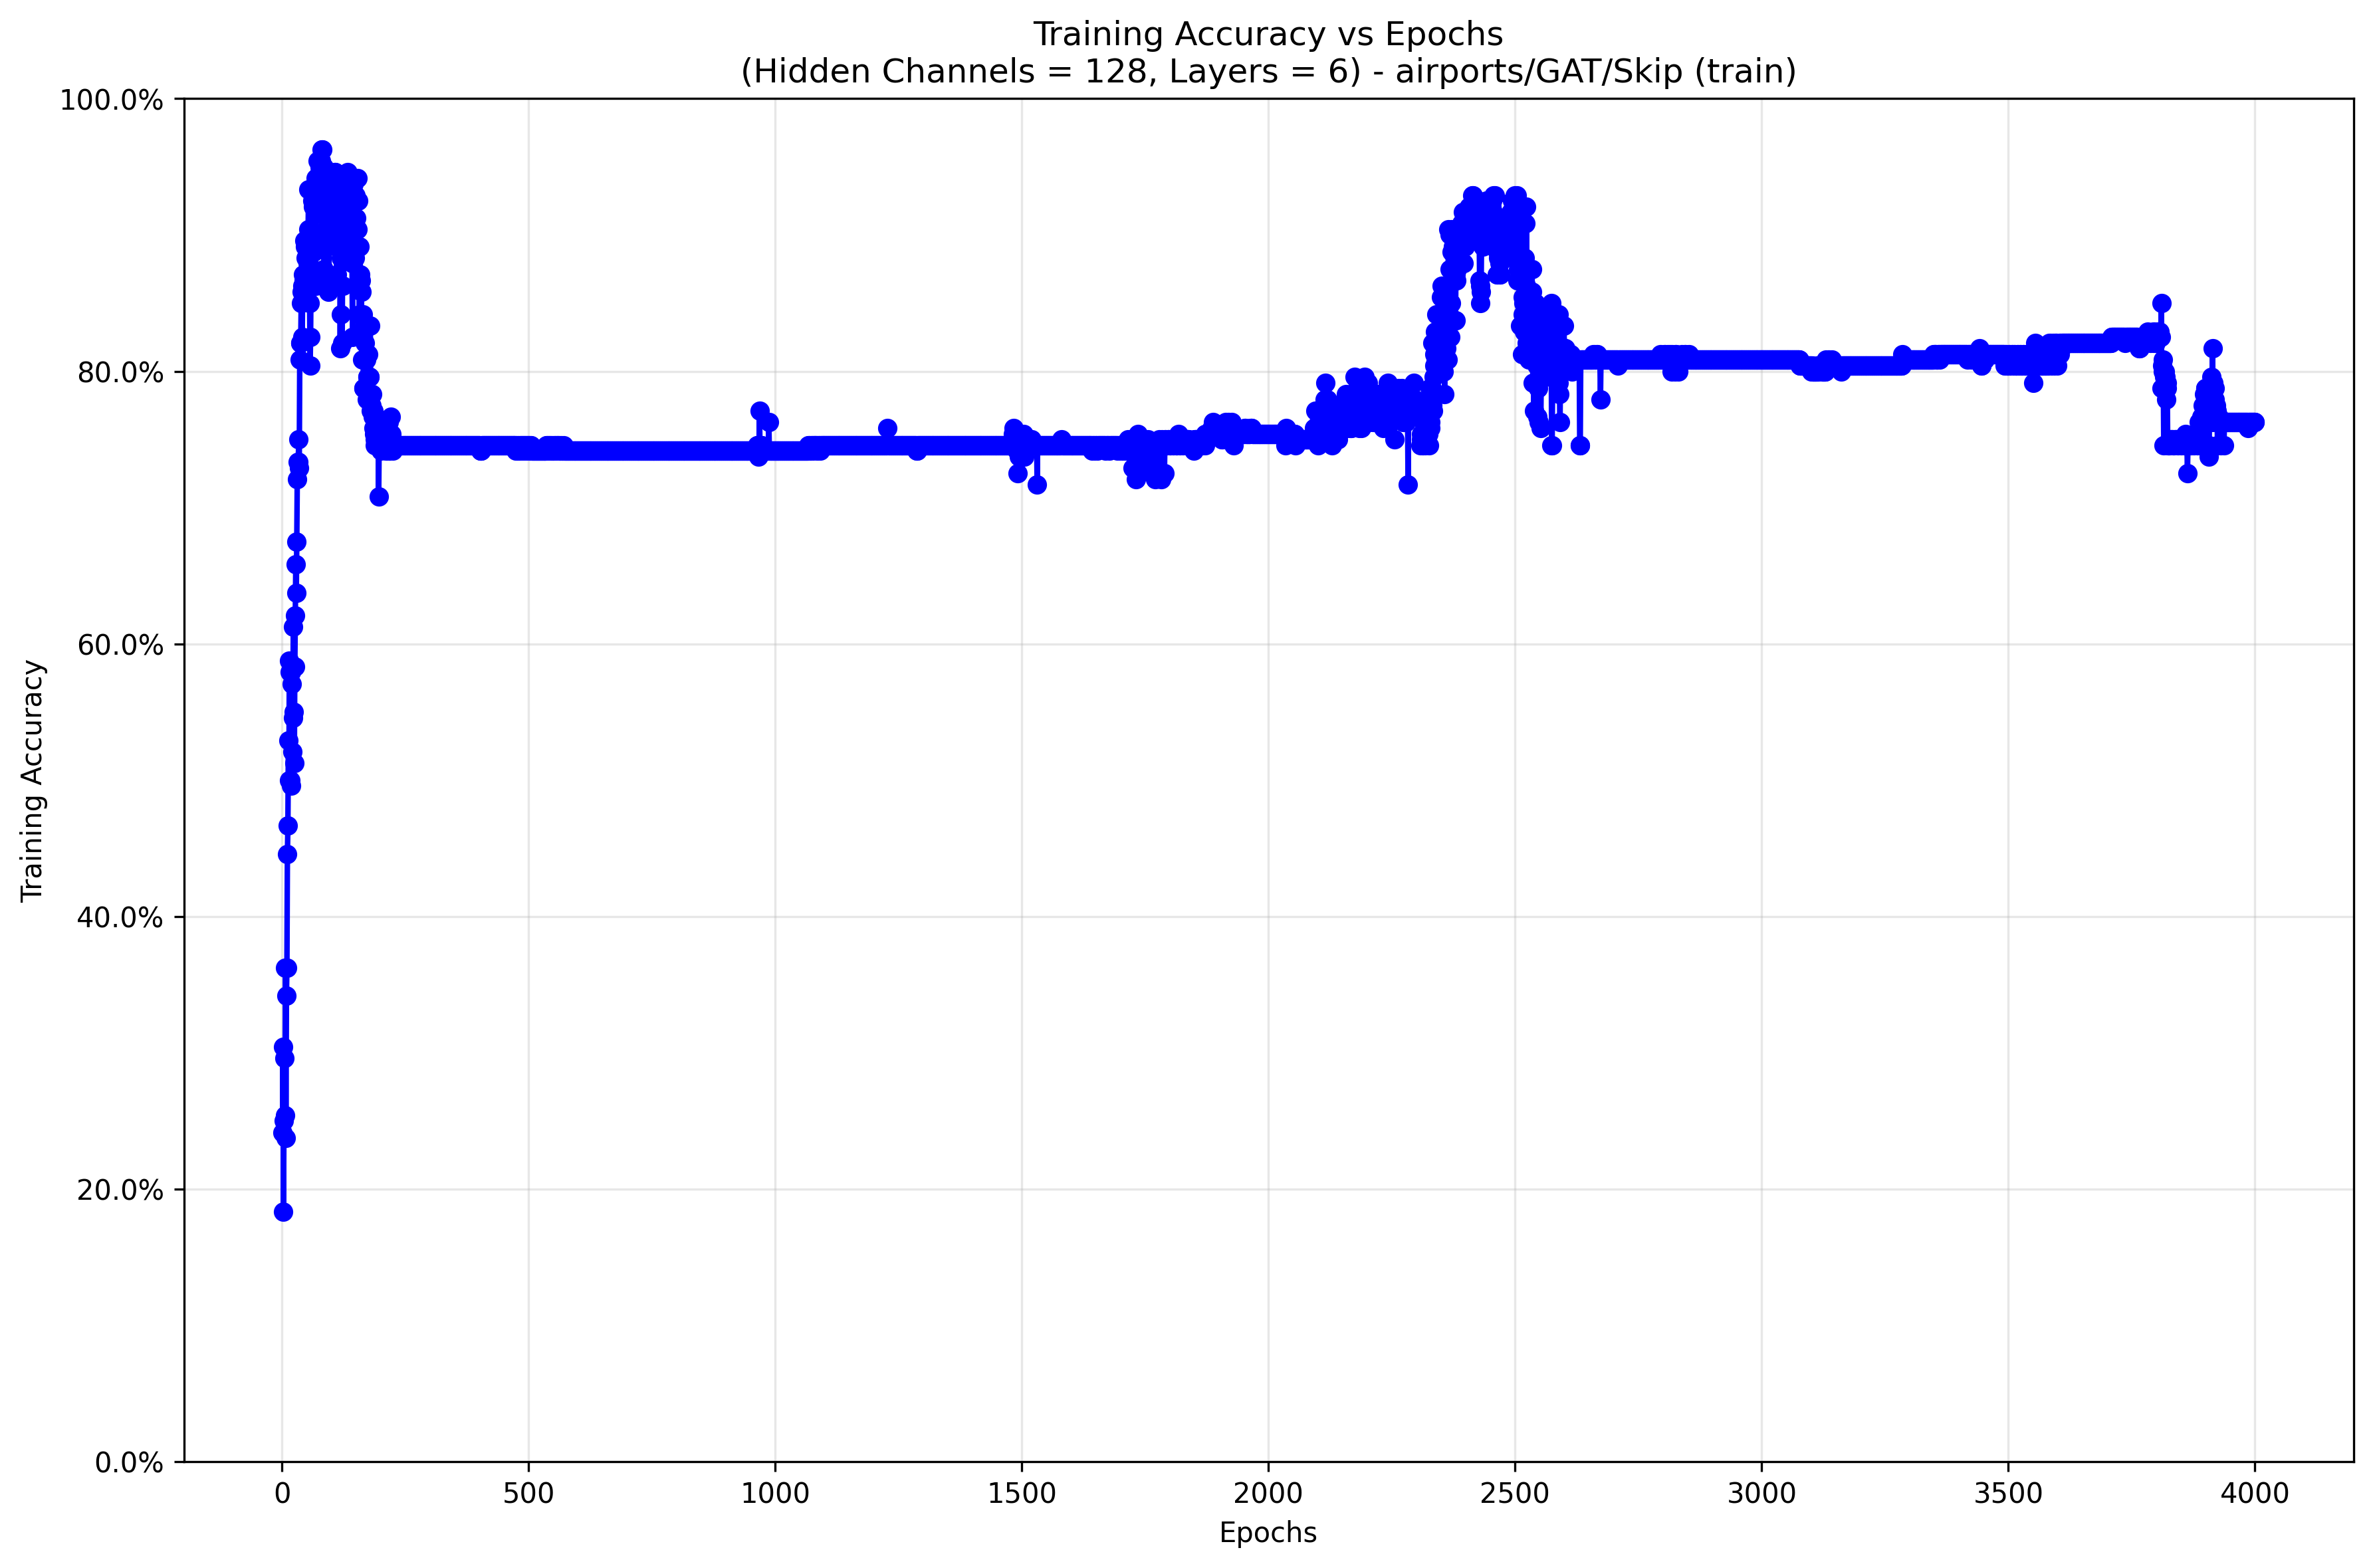 Training Accuracy vs Epochs
(Hidden Channels = 128, Layers = 6) - airports/GAT/Skip (train)
Training Accuracy
100.0%
80.0%
60.0%
40.0%
20.0%
0.0%
0 500 1000 1500 2000 2500 3000 3500 4000
Epochs